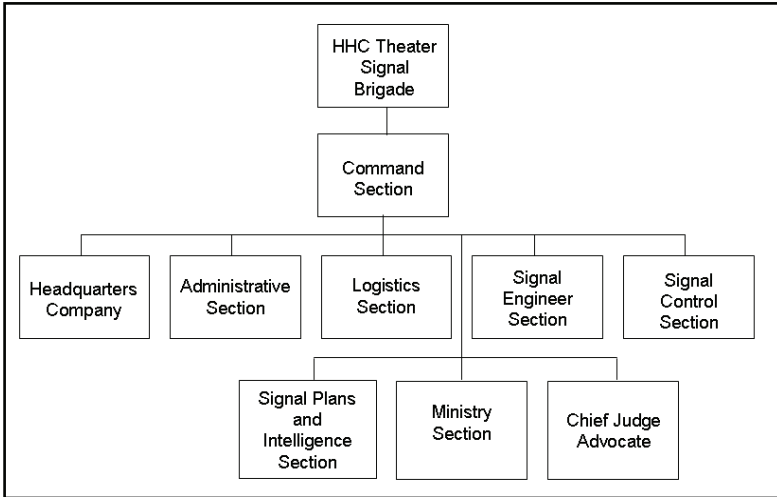 HHC Theater
Signal
Brigade
Command
Section
Headquarters
Company
Administrative
Section
Logistics
Section
Signal
Engineer
Section
Signal
Control
Section
Signal Plans
and
Intelligence
Section
Ministry
Section
Chief Judge
Advocate